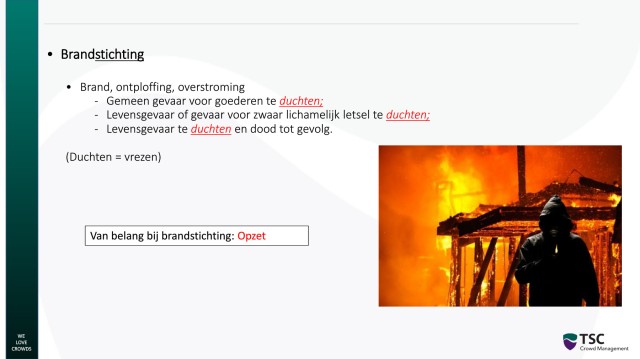 • Brandstichting
• Brand, ontploffing, overstroming
- Gemeen gevaar voor goederen te duchten;
- Levensgevaar of gevaar voor zwaar lichamelijk letsel te duchten;
- Levensgevaar te duchten en dood tot gevolg.
(Duchten = vrezen)
Van belang bij brandstichting: Opzet
WE
LOVE
CROWDS
TSC
Crowd Management